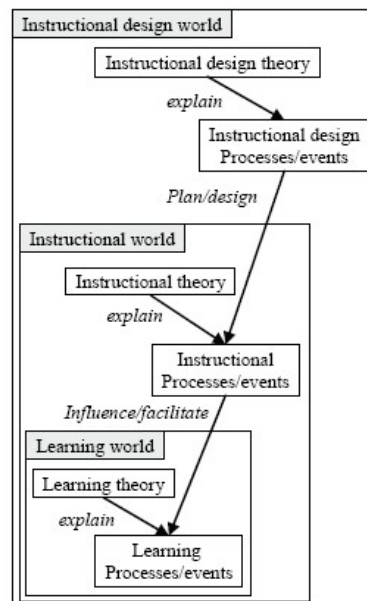 Instructional design world
Instructional design theory
explain
Instructional design
Processes/events
Plan/design
Instructional world
Instructional theory
explain
Instructional
Processes/events
Influence/facilitate
Learning world
Learning theory
explain
Learning
Processes/events